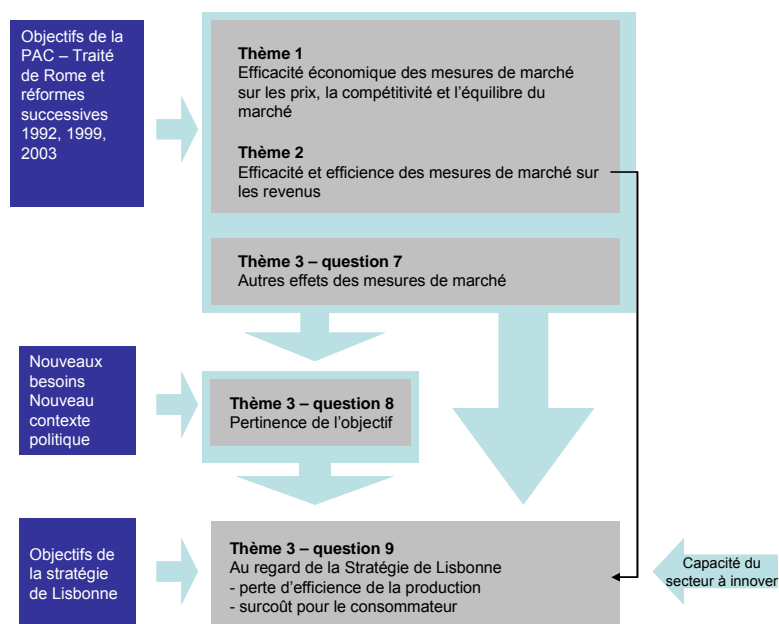 Objectifs de la
PAC – Traité
de Rome et
réformes
successives
1992, 1999,
2003
Thème 1
Efficacité économique des mesures de marché
sur les prix, la compétitivité et l'équilibre du
marché
Thème 2
Efficacité et efficience des mesures de marché sur
les revenus
Thème 3 – question 7
Autres effets des mesures de marché
Nouveaux
besoins
Nouveau
contexte
politique
Thème 3 – question 8
Pertinence de l'objectif
Objectifs de
la stratégie
de Lisbonne
Thème 3 – question 9
Au regard de la Stratégie de Lisbonne
- perte d'efficience de la production
- surcoût pour le consommateur
Capacité du
secteur à innover